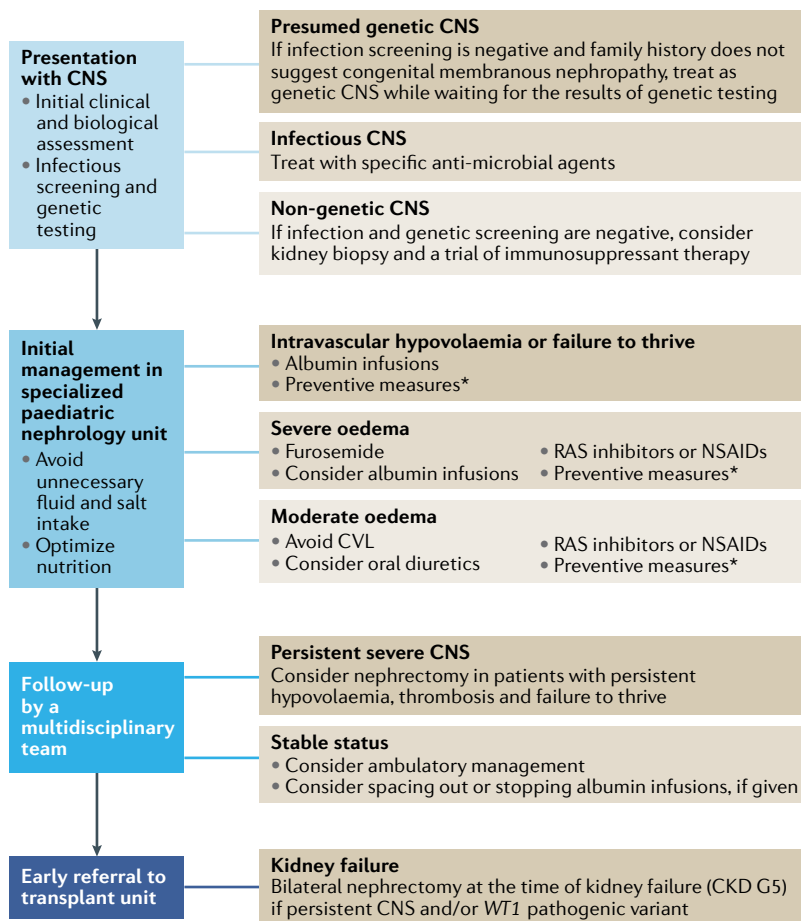 Presentation
with CNS
• Initial clinical
and biological
assessment
• Infectious
screening and
genetic
testing
Presumed genetic CNS
If infection screening is negative and family history does not
suggest congenital membranous nephropathy, treat as
genetic CNS while waiting for the results of genetic testing
Infectious CNS
Treat with specific anti-microbial agents
Non-genetic CNS
If infection and genetic screening are negative, consider
kidney biopsy and a trial of immunosuppressant therapy
Initial
management in
specialized
paediatric
nephrology unit
• Avoid
unnecessary
fluid and salt
intake
• Optimize
nutrition
Intravascular hypovolaemia or failure to thrive
• Albumin infusions
• Preventive measures*
Severe oedema
• Furosemide
• Consider albumin infusions
• RAS inhibitors or NSAIDs
• Preventive measures*
Moderate oedema
• Avoid CVL
• Consider oral diuretics
• RAS inhibitors or NSAIDs
• Preventive measures*
Follow-up
by a
multidisciplinary
team
Persistent severe CNS
Consider nephrectomy in patients with persistent
hypovolaemia, thrombosis and failure to thrive
Stable status
• Consider ambulatory management
• Consider spacing out or stopping albumin infusions, if given
Early referral to
transplant unit
Kidney failure
Bilateral nephrectomy at the time of kidney failure (CKD G5)
if persistent CNS and/or WT1 pathogenic variant